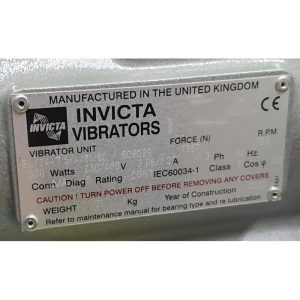 MANUFACTURED IN THE UNITED KINGDOM
INVICTA
VIBRATORS
INVICTA
CE
VIBRATOR UNIT
FORCE (N)
R.P.M
Watts
Ph
Hz.
Conn. Diag
Rating
CONT
IEC60034-1
Class
Cos φ
CAUTION ! TURN POWER OFF BEFORE REMOVING ANY COVERS
WEIGHT
Kg
Year of Construction
Refer to maintenance manual for bearing type and re lubrication